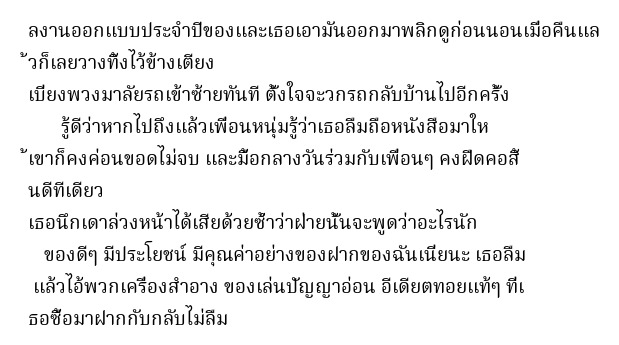 ลงานออกแบบประจำปีของและเธอเอามันออกมาพลิกดูก่อนนอนเมื่อคืนแล
้วก็เลยวางทิ้งไว้ข้างเตียง
เบี่ยงพวงมาลัยรถเข้าซ้ายทันที ตั้งใจจะวกรถกลับบ้านไปอีกครั้ง
รู้ดีว่าหากไปถึงแล้วเพื่อนหนุ่มรู้ว่าเธอลืมถือหนังสือมาให
้เขาก็คงค่อนขอดไม่จบ และมื้อกลางวันร่วมกับเพื่อนๆ คงฝืดคอสิ้
นดีทีเดียว
เธอนึกเดาล่วงหน้าได้เสียด้วยซ้ำว่าฝ่ายนั้นจะพูดว่าอะไรนัก
ของดีๆ มีประโยชน์ มีคุณค่าอย่างของฝากของฉันเนี่ยนะ เธอลืม
แล้วไอ้พวกเครื่องสำอาง ของเล่นปัญญาอ่อน อีเดียตทอยแท้ๆ ที่เ
ธอซื้อมาฝากกับกลับไม่ลืม